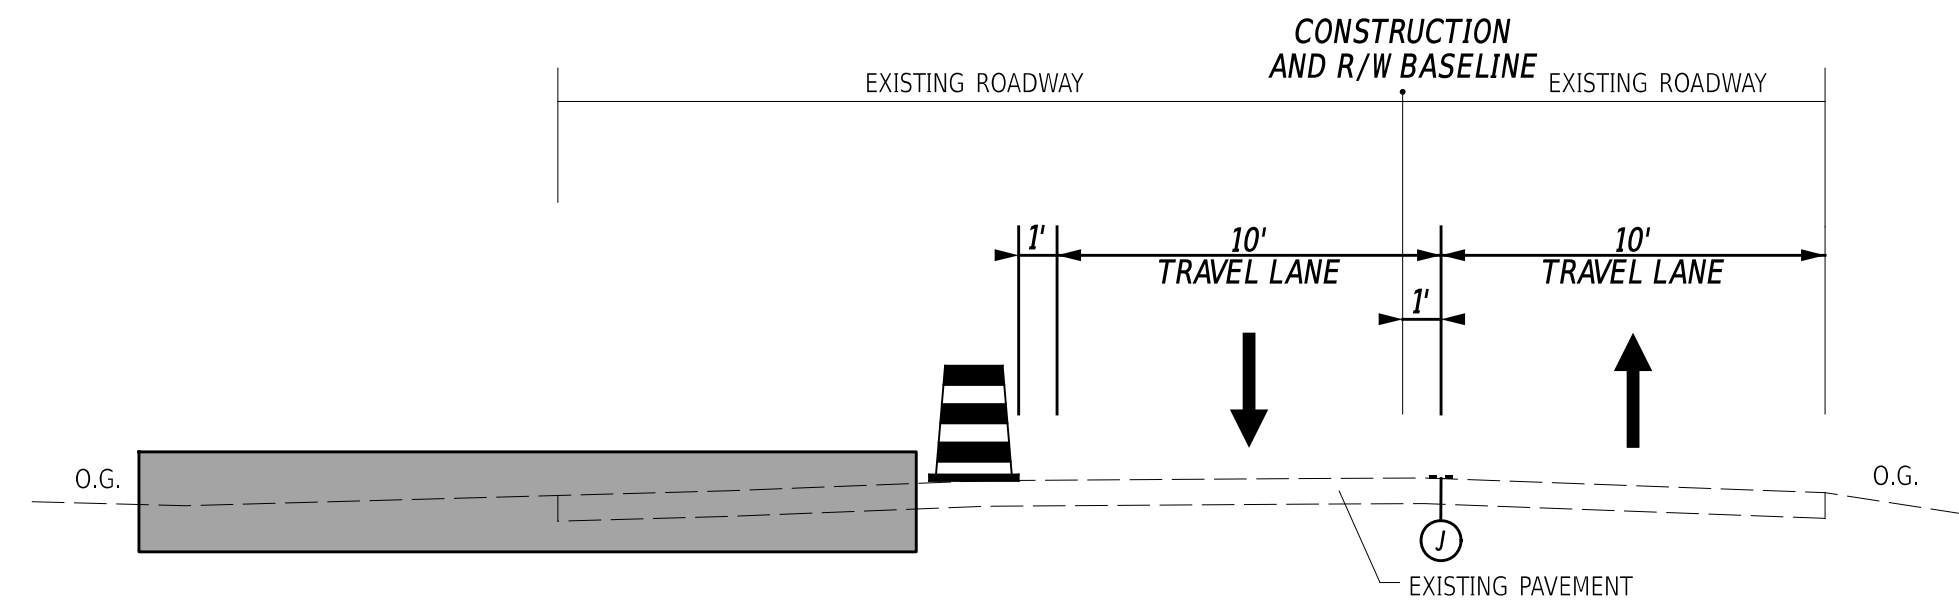 CONSTRUCTION
AND R/W BASELINE
EXISTING ROADWAY
EXISTING ROADWAY
1'
10'
TRAVEL LANE
10'
TRAVEL LANE
1'
O.G.
O.G.
J
EXISTING PAVEMENT